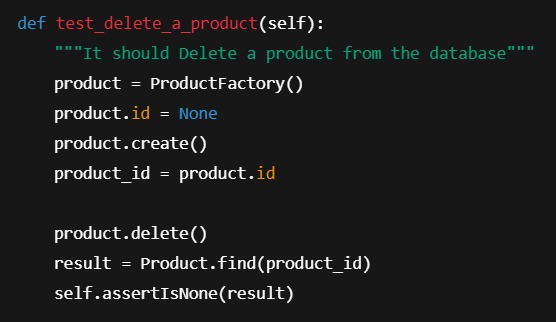 def test_delete_a_product(self):
    """It should Delete a product from the database"""
    product = ProductFactory()
    product.id = None
    product.create()
    product_id = product.id

    product.delete()
    result = Product.find(product_id)
    self.assertIsNone(result)